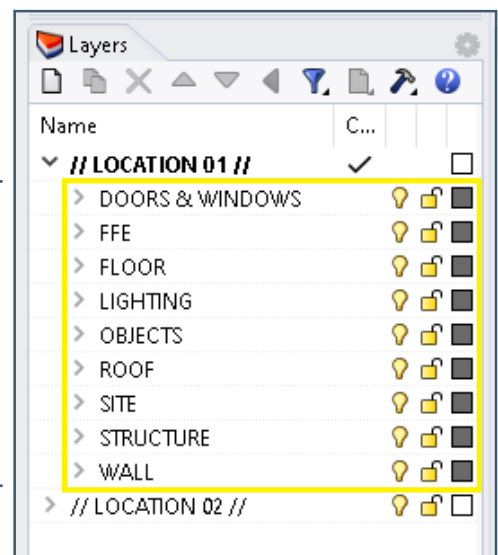 Layers
Name C...
// LOCATION 01 //
DOORS & WINDOWS
FFE
FLOOR
LIGHTING
OBJECTS
ROOF
SITE
STRUCTURE
WALL
// LOCATION 02 //